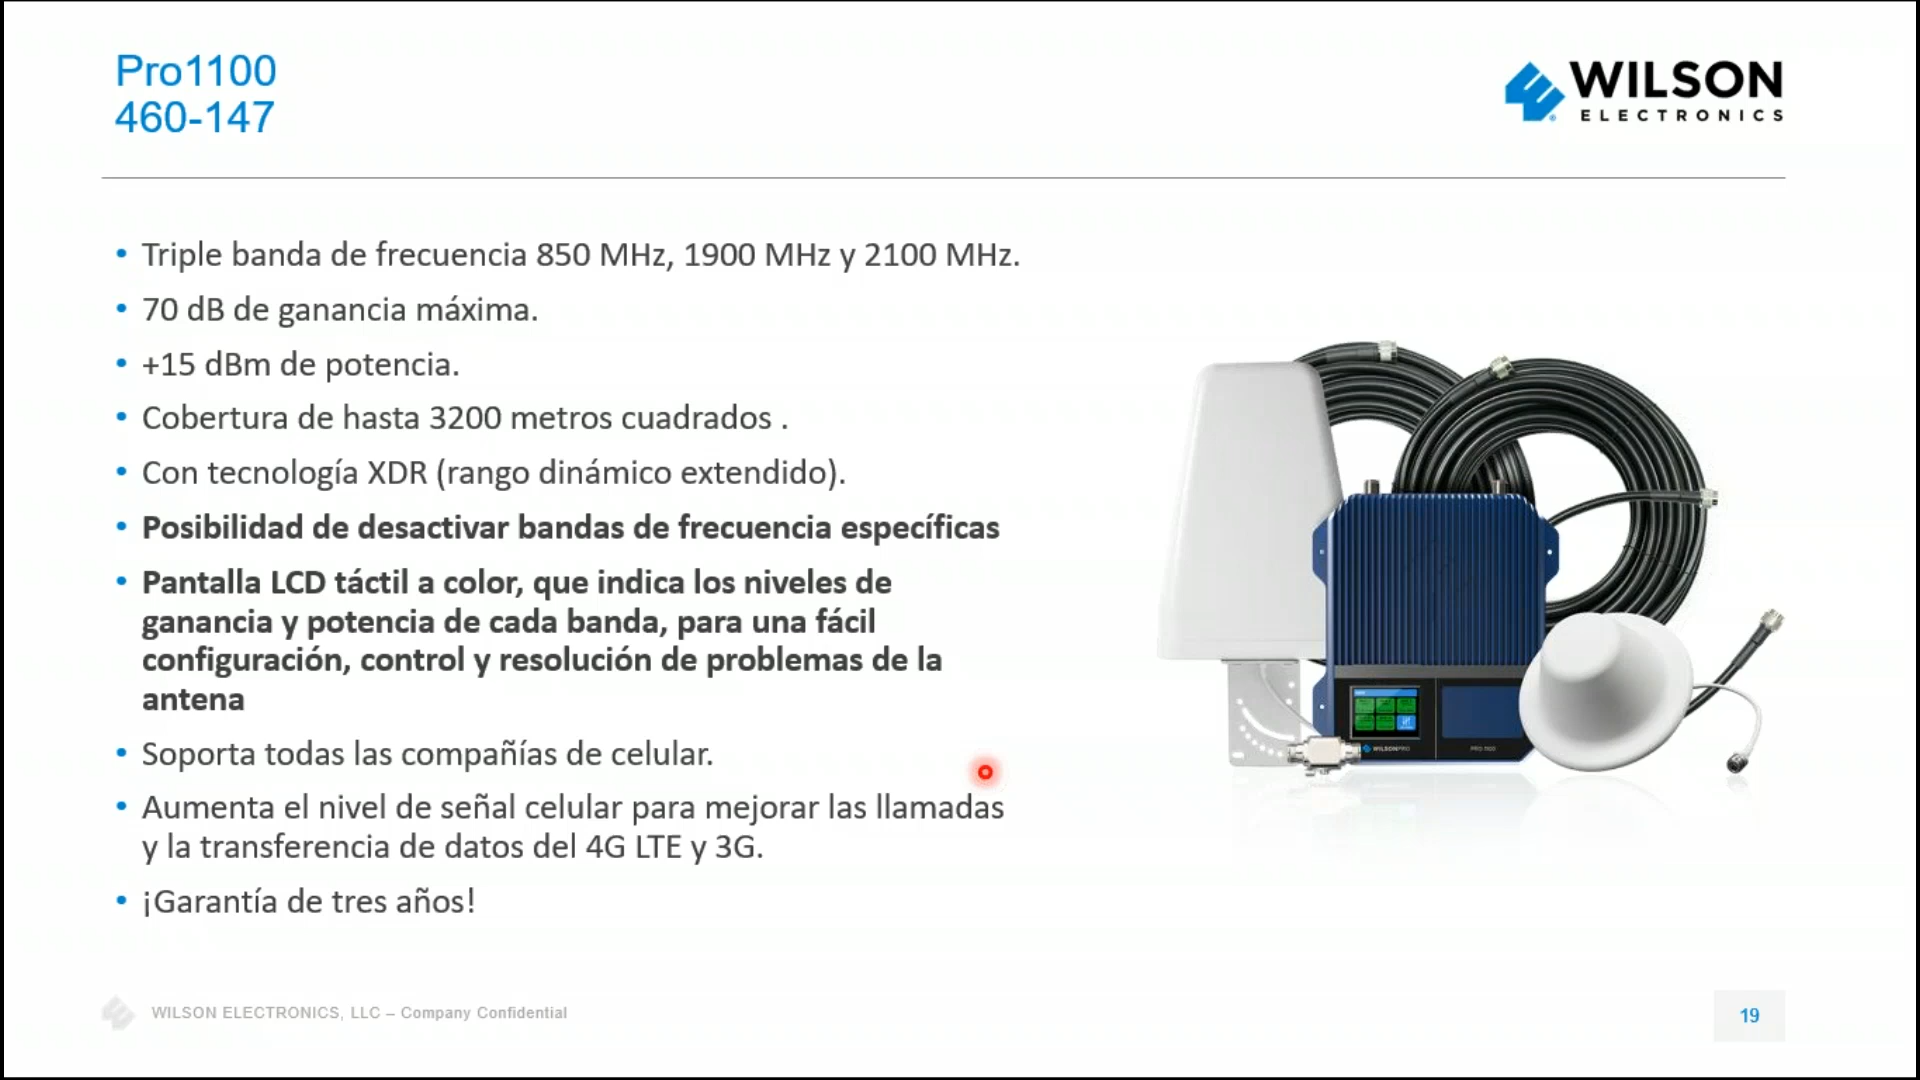 Pro1100
460-147
WILSON
ELECTRONICS
• Triple banda de frecuencia 850 MHz, 1900 MHz y 2100 MHz.
• 70 dB de ganancia máxima.
• +15 dBm de potencia.
• Cobertura de hasta 3200 metros cuadrados .
• Con tecnología XDR (rango dinámico extendido).
• Posibilidad de desactivar bandas de frecuencia específicas
• Pantalla LCD táctil a color, que indica los niveles de
ganancia y potencia de cada banda, para una fácil
configuración, control y resolución de problemas de la
antena
• Soporta todas las compañías de celular.
• Aumenta el nivel de señal celular para mejorar las llamadas
y la transferencia de datos del 4G LTE y 3G.
• ¡Garantía de tres años!
WILSONPRO
PRO 1100
WILSON ELECTRONICS, LLC – Company Confidential
19